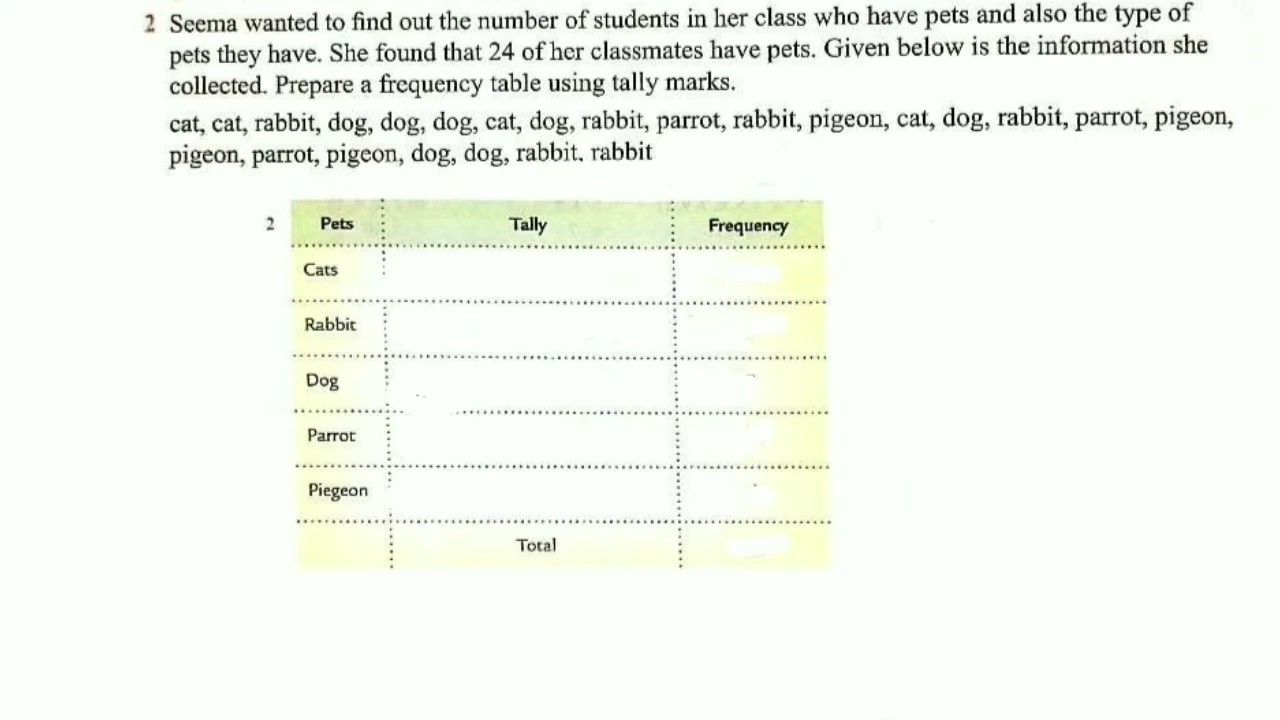 2 Seema wanted to find out the number of students in her class who have pets and also the type of
pets they have. She found that 24 of her classmates have pets. Given below is the information she
collected. Prepare a frequency table using tally marks.
cat, cat, rabbit, dog, dog, dog, cat, dog, rabbit, parrot, rabbit, pigeon, cat, dog, rabbit, parrot, pigeon,
pigeon, parrot, pigeon, dog, dog, rabbit, rabbit
2 Pets Tally Frequency
Cats
Rabbit
Dog
Parrot
Piegeon
Total